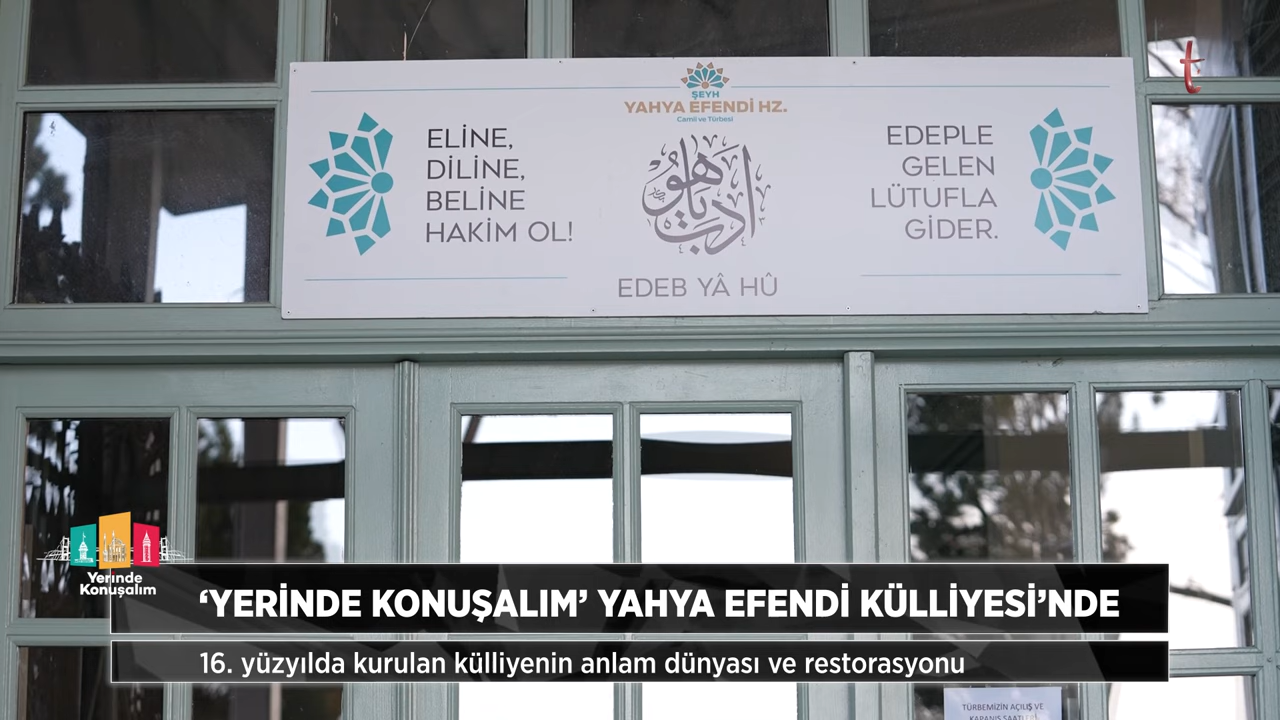 ŞEYH
YAHYA EFENDİ HZ.
Camii ve Türbesi
ELİNE,
DİLİNE,
BELİNE
HAKİM OL!
ادب يا هو
EDEB YÂ HÛ
EDEPLE
GELEN
LÜTUFLA
GİDER.
t
Yerinde
Konuşalım
‘YERİNDE KONUŞALIM’ YAHYA EFENDİ KÜLLİYESİ’NDE
16. yüzyılda kurulan külliyenin anlam dünyası ve restorasyonu
TÜRBEMİZİN AÇILIŞ VE
KAPANIŞ SAATLERİ